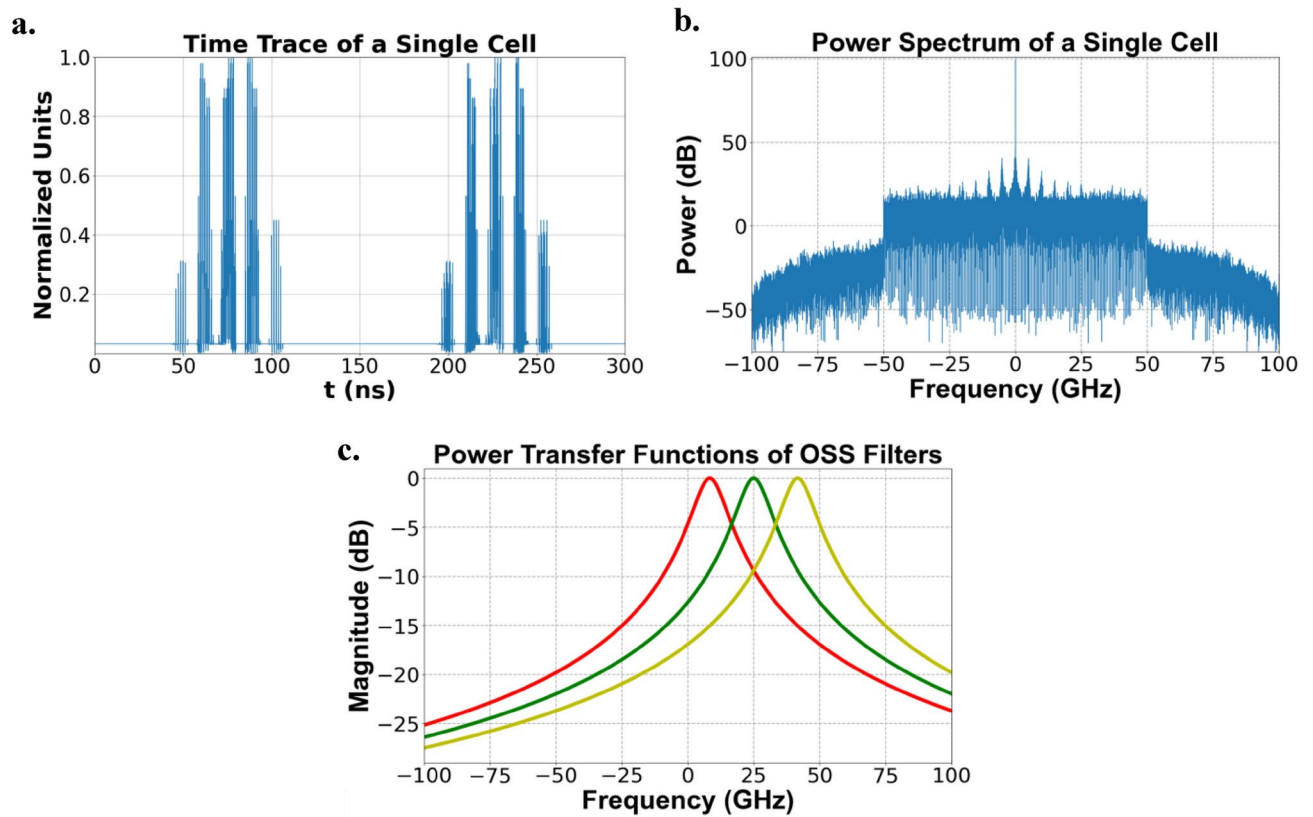 a.
Time Trace of a Single Cell
Normalized Units
1.0
0.8
0.6
0.4
0.2
0 50 100 150 200 250 300
t (ns)
b.
Power Spectrum of a Single Cell
Power (dB)
100
50
0
−50
−100 −75 −50 −25 0 25 50 75 100
Frequency (GHz)
c.
Power Transfer Functions of OSS Filters
Magnitude (dB)
0
−5
−10
−15
−20
−25
−100 −75 −50 −25 0 25 50 75 100
Frequency (GHz)